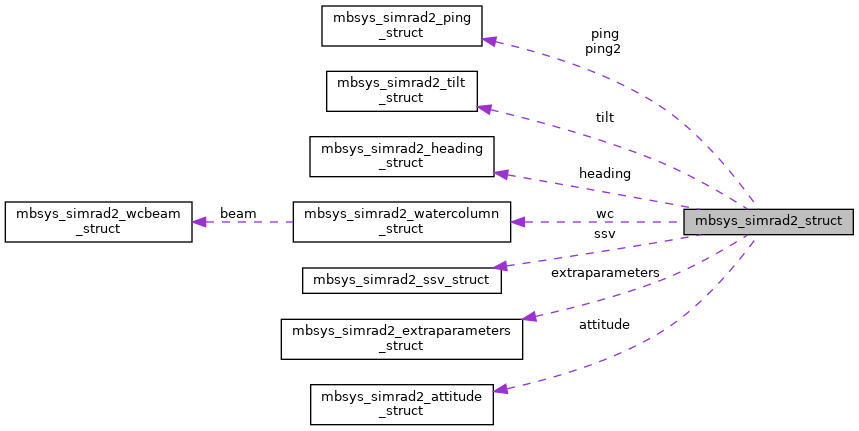 mbsys_simrad2_ping
_struct
ping
ping2
mbsys_simrad2_tilt
_struct
tilt
mbsys_simrad2_heading
_struct
heading
mbsys_simrad2_wcbeam
_struct
beam
mbsys_simrad2_watercolumn
_struct
wc
mbsys_simrad2_struct
ssv
mbsys_simrad2_ssv_struct
extraparameters
mbsys_simrad2_extraparameters
_struct
attitude
mbsys_simrad2_attitude
_struct